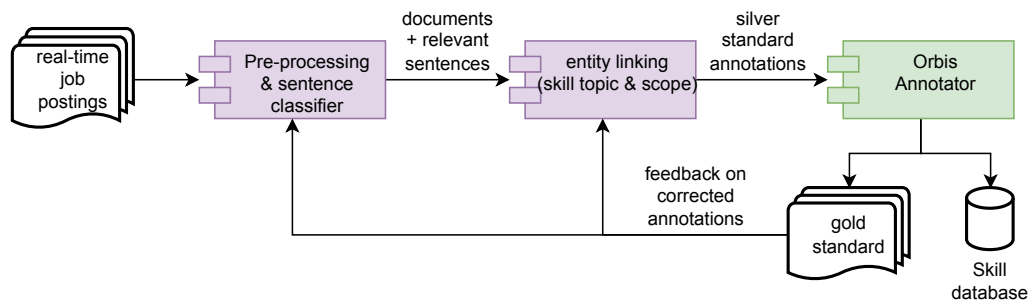 real-time
job
postings
Pre-processing
& sentence
classifier
documents
+ relevant
sentences
entity linking
(skill topic & scope)
silver
standard
annotations
Orbis
Annotator
feedback on
corrected
annotations
gold
standard
Skill
database